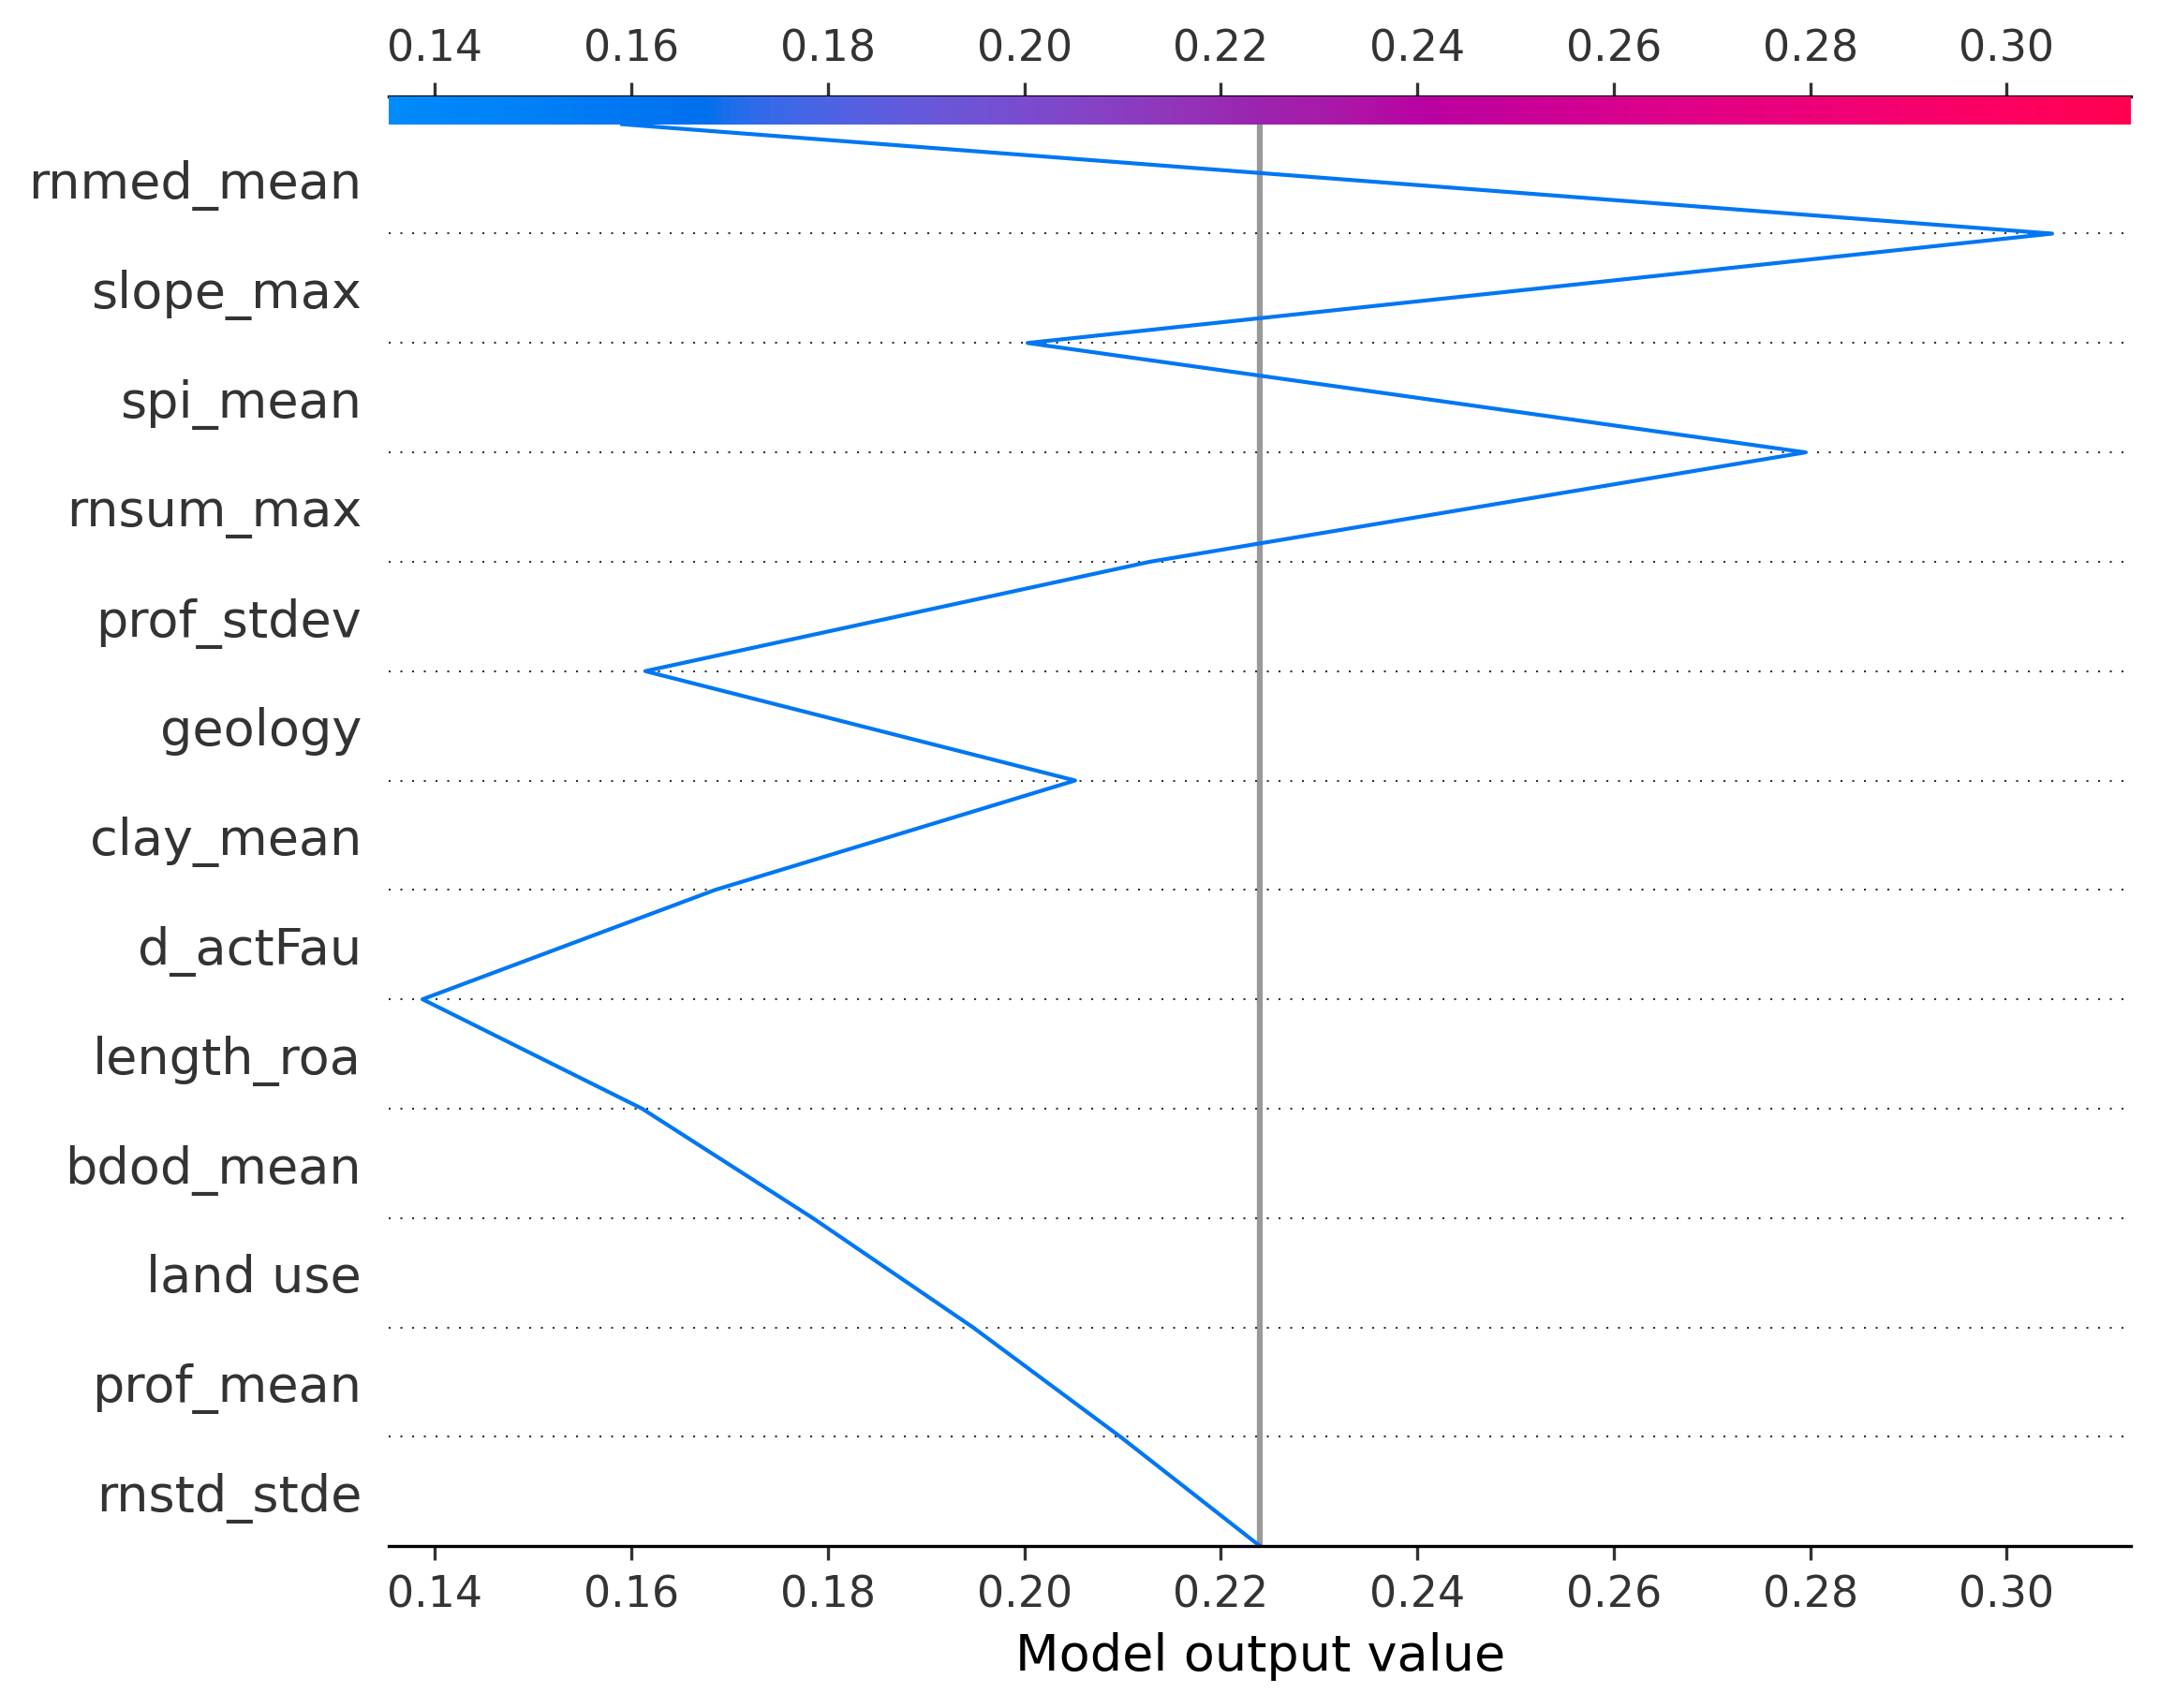 0.14 0.16 0.18 0.20 0.22 0.24 0.26 0.28 0.30
rnmed_mean
slope_max
spi_mean
rnsum_max
prof_stdev
geology
clay_mean
d_actFau
length_roa
bdod_mean
land use
prof_mean
rnstd_stde
0.14 0.16 0.18 0.20 0.22 0.24 0.26 0.28 0.30
Model output value